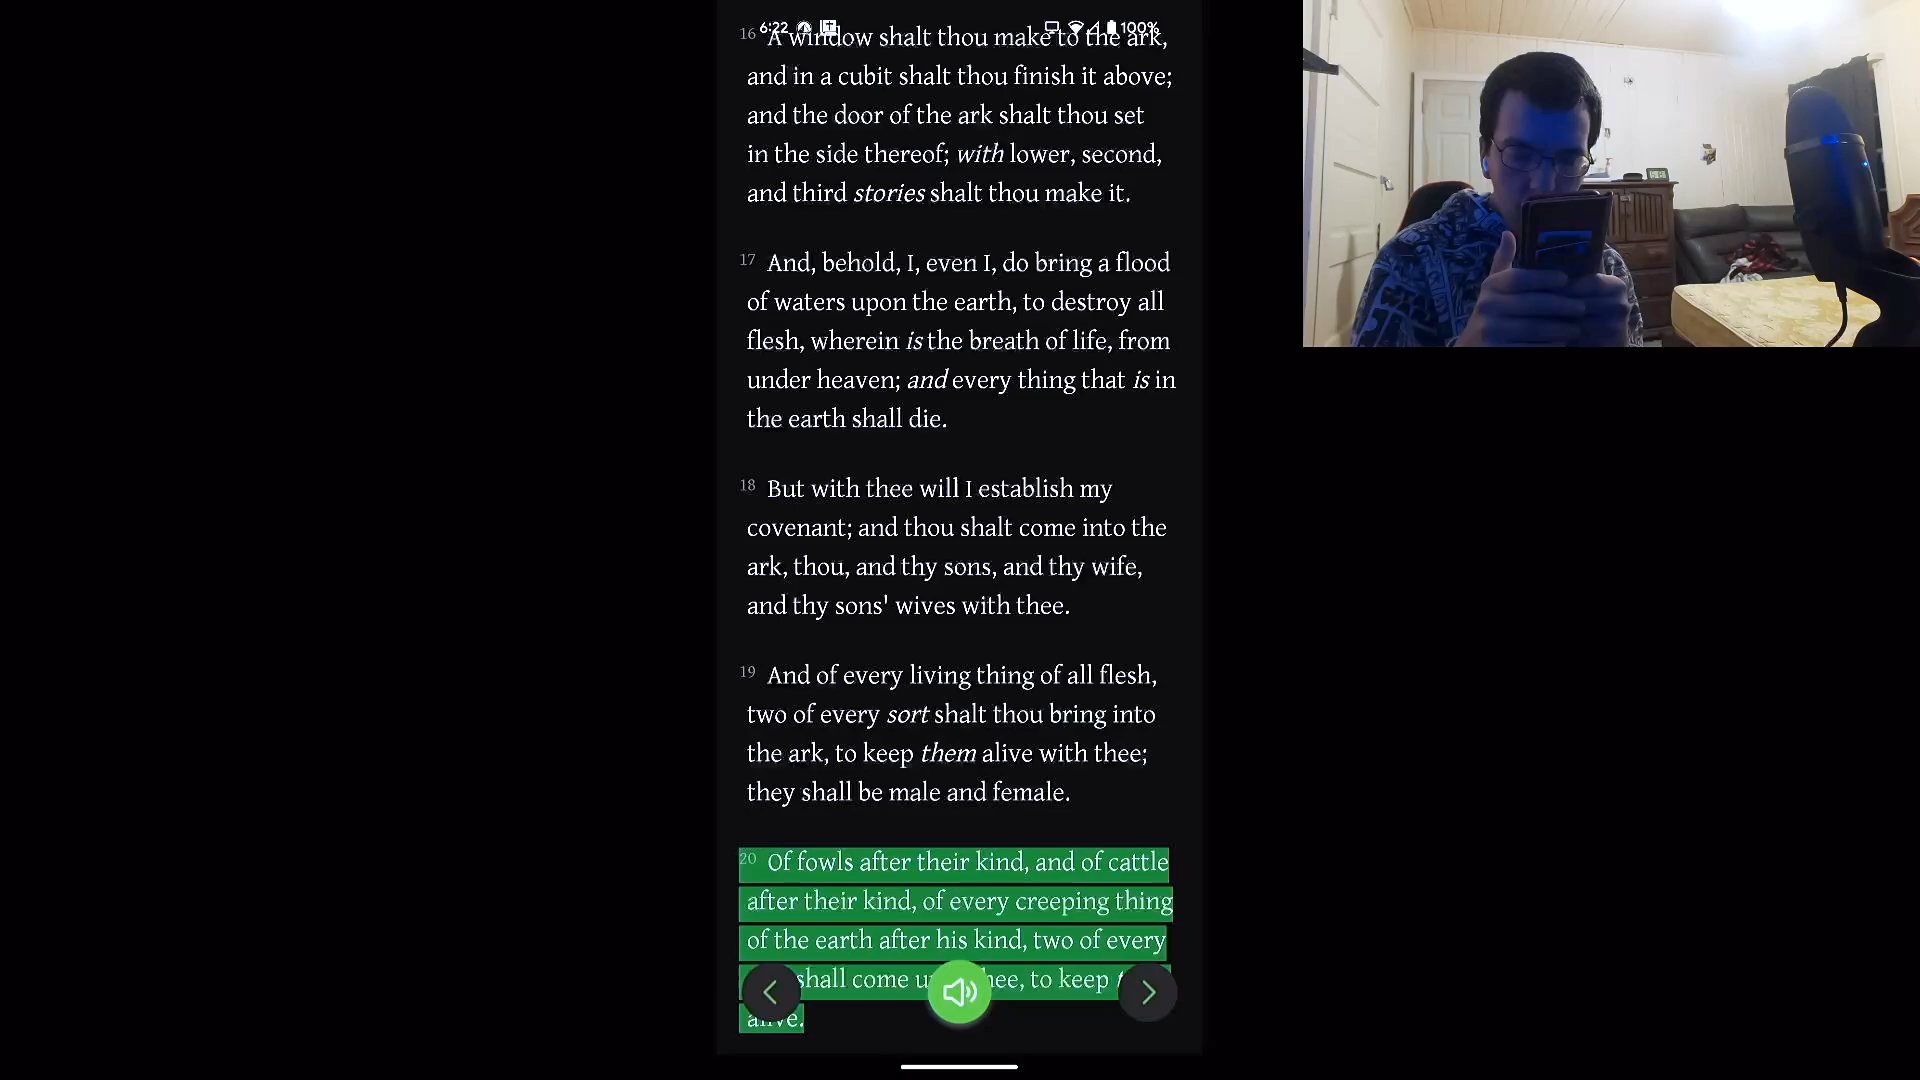 6:22 100%
16 A window shalt thou make to the ark,
and in a cubit shalt thou finish it above;
and the door of the ark shalt thou set
in the side thereof; with lower, second,
and third stories shalt thou make it.
17 And, behold, I, even I, do bring a flood
of waters upon the earth, to destroy all
flesh, wherein is the breath of life, from
under heaven; and every thing that is in
the earth shall die.
18 But with thee will I establish my
covenant; and thou shalt come into the
ark, thou, and thy sons, and thy wife,
and thy sons' wives with thee.
19 And of every living thing of all flesh,
two of every sort shalt thou bring into
the ark, to keep them alive with thee;
they shall be male and female.
20 Of fowls after their kind, and of cattle
after their kind, of every creeping thing
of the earth after his kind, two of every
shall come to keep
alive.